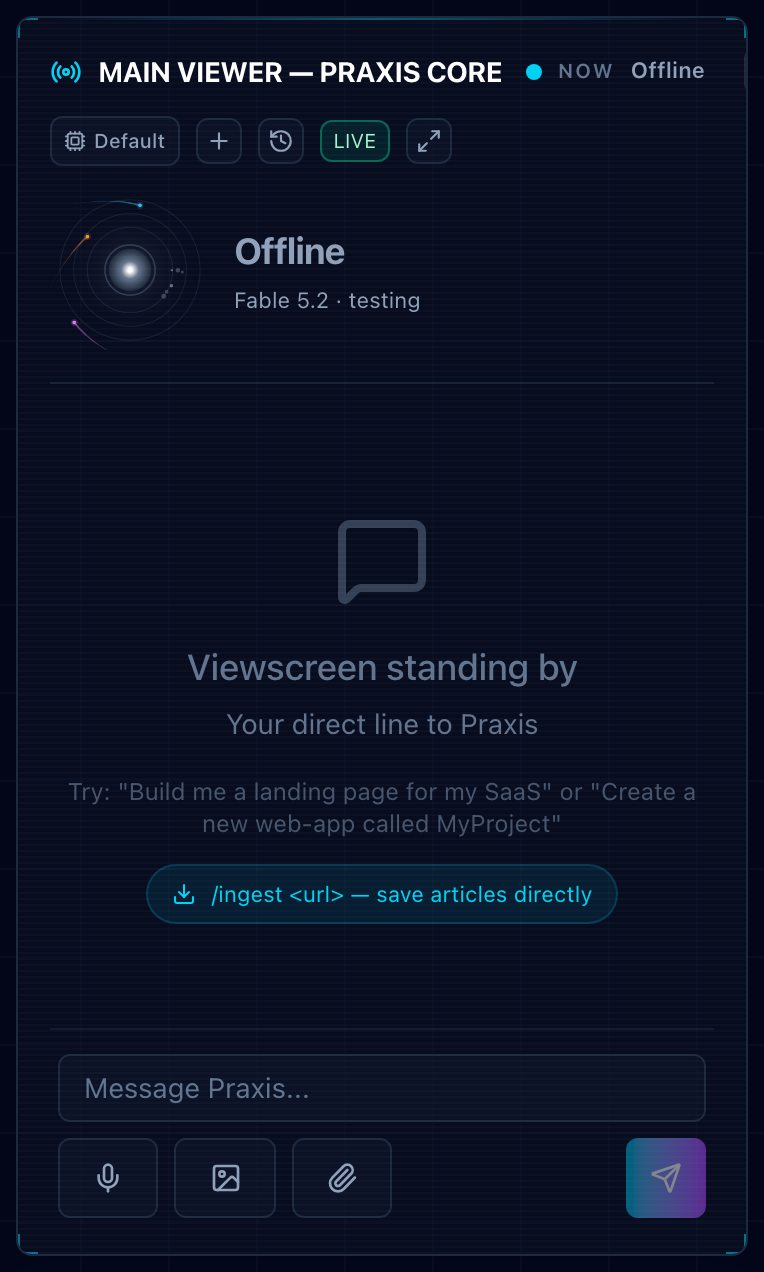 MAIN VIEWER — PRAXIS CORE
NOW
Offline
Default
LIVE
Offline
Fable 5.2 · testing
Viewscreen standing by
Your direct line to Praxis
Try: "Build me a landing page for my SaaS" or "Create a
new web-app called MyProject"
/ingest <url> — save articles directly
Message Praxis...